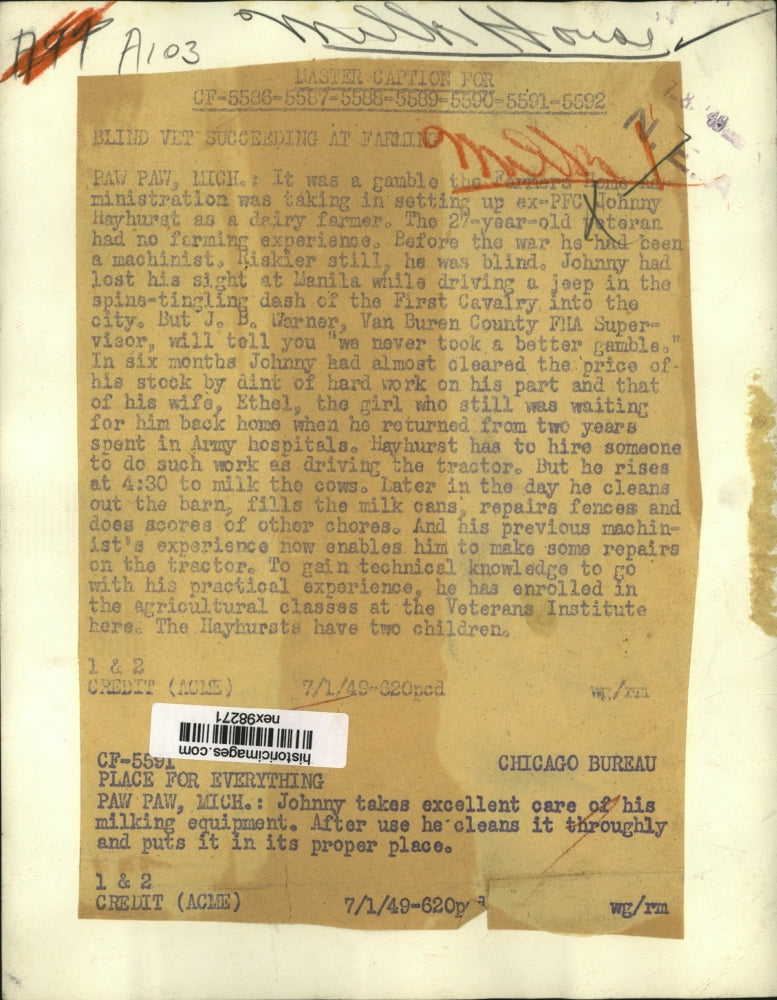 A99 A103 Milk House
MASTER CAPTION FOR
CF-5586-5587-5588-5589-5590-5591-5592
7-8-49
N.E.A.
BLIND VET SUCCEEDING AT FARMING
PAW PAW, MICH.: It was a gamble the Farmers Home Ad-
ministration was taking in setting up ex-PFC Johnny
Hayhurst as a dairy farmer. The 27-year-old veteran
had no farming experience. Before the war he had been
a machinist. Riskier still, he was blind. Johnny had
lost his sight at Manila while driving a jeep in the
spine-tingling dash of the First Cavalry into the
city. But J. B. Warner, Van Buren County FHA Super-
visor, will tell you "we never took a better gamble."
In six months Johnny had almost cleared the price of
his stock by dint of hard work on his part and that
of his wife, Ethel, the girl who still was waiting
for him back home when he returned from two years
spent in Army hospitals. Hayhurst has to hire someone
to do such work as driving the tractor. But he rises
at 4:30 to milk the cows. Later in the day he cleans
out the barn, fills the milk cans, repairs fences and
does scores of other chores. And his previous machin-
ist's experience now enables him to make some repairs
on the tractor. To gain technical knowledge to go
with his practical experience, he has enrolled in
the agricultural classes at the Veterans Institute
here. The Hayhursts have two children.
1 & 2
CREDIT (ACME) 7/1/49-620pcd wg/rm
historicimages.com
nex98271
CF-5591 CHICAGO BUREAU
PLACE FOR EVERYTHING
PAW PAW, MICH.: Johnny takes excellent care of his
milking equipment. After use he cleans it throughly
and puts it in its proper place.
1 & 2
CREDIT (ACME) 7/1/49-620pcd wg/rm